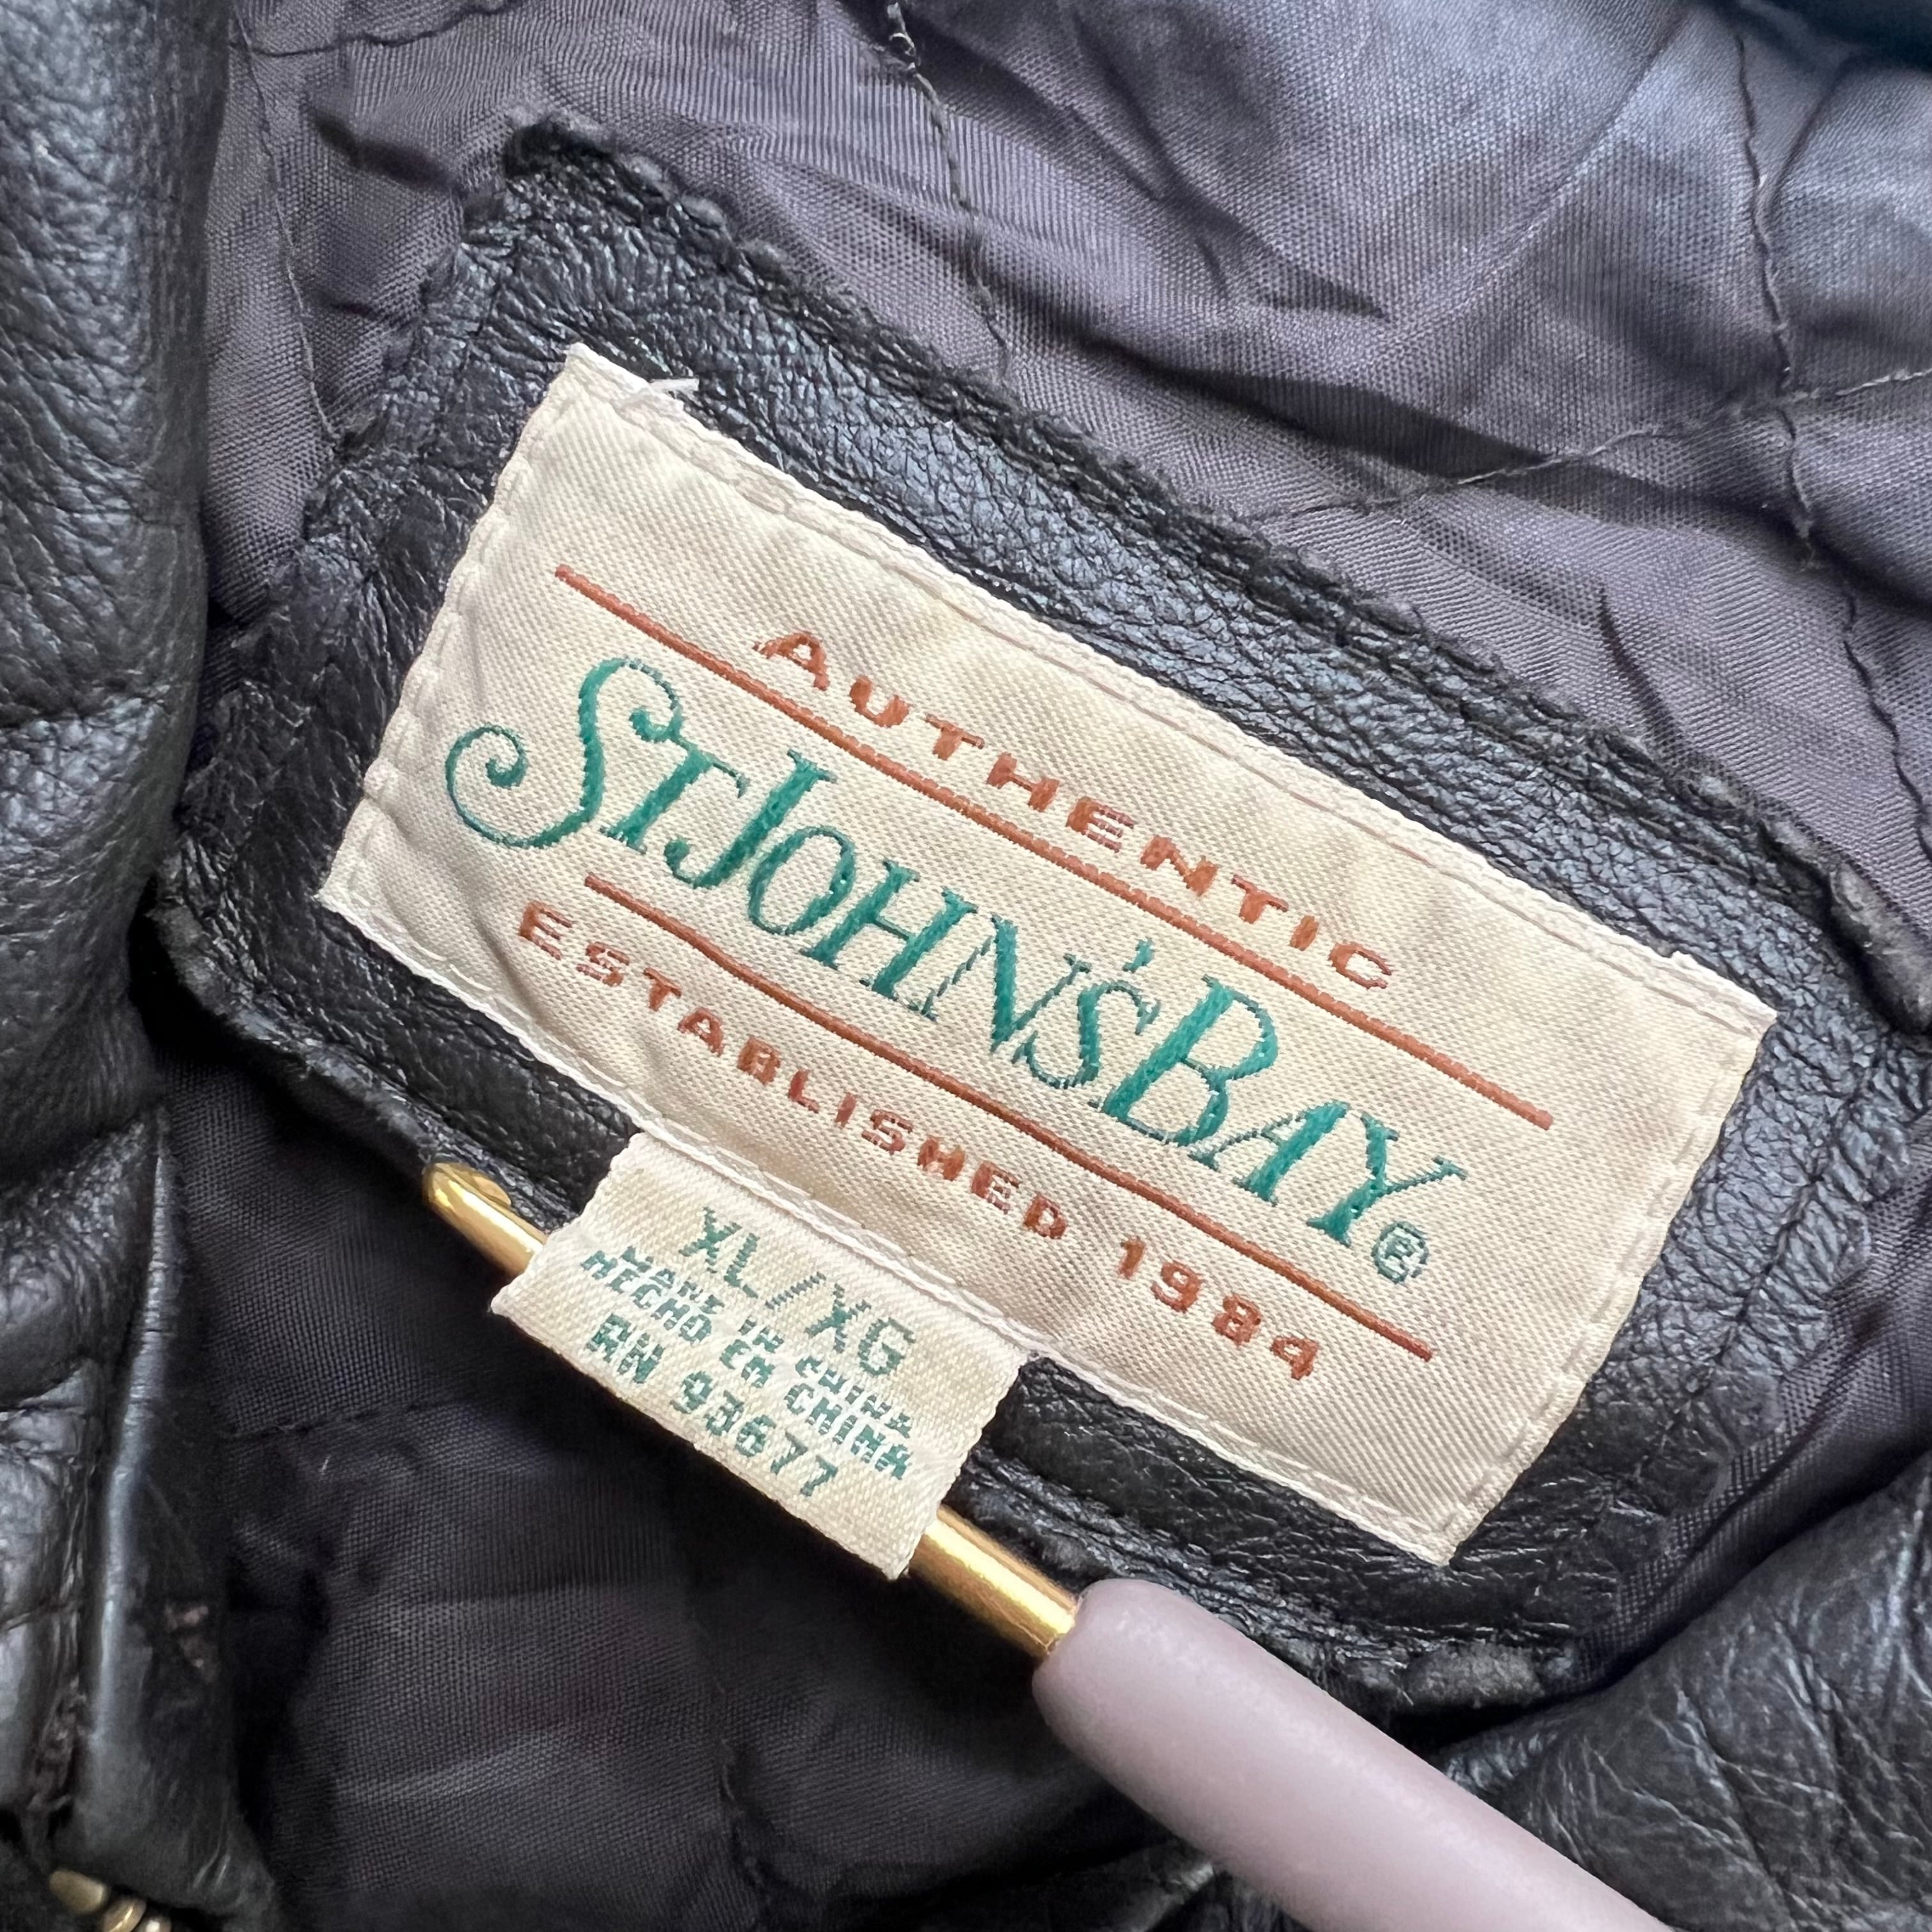 AUTHENTIC
ST JOHN'S BAY®
ESTABLISHED 1984
XL/XG
MADE IN CHINA
HECHO EN CHINA
RN 93677